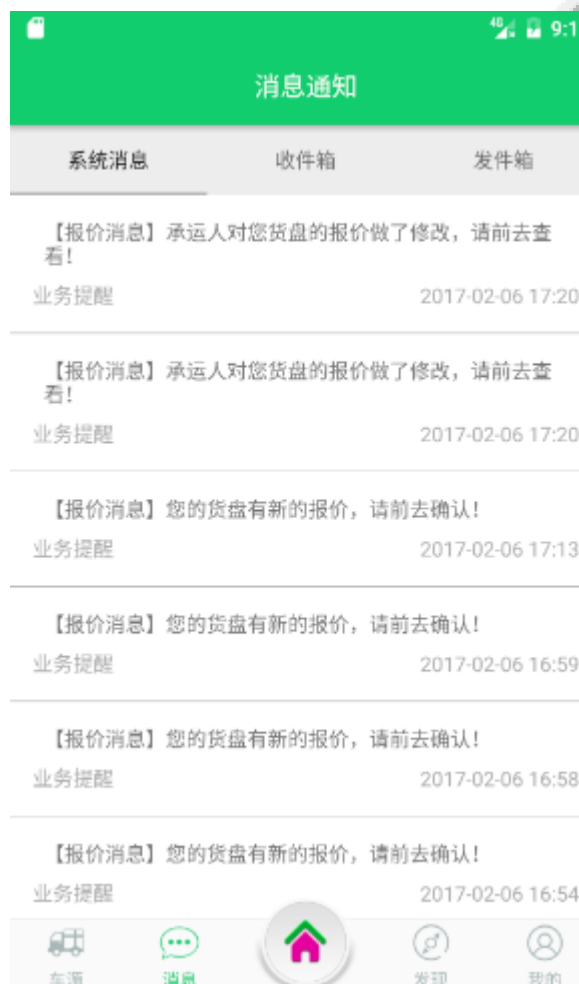 48 9:1
消息通知
系统消息 收件箱 发件箱
【报价消息】承运人对您货盘的报价做了修改，请前去查
看！
业务提醒 2017-02-06 17:20
【报价消息】承运人对您货盘的报价做了修改，请前去查
看！
业务提醒 2017-02-06 17:20
【报价消息】您的货盘有新的报价，请前去确认！
业务提醒 2017-02-06 17:13
【报价消息】您的货盘有新的报价，请前去确认！
业务提醒 2017-02-06 16:59
【报价消息】您的货盘有新的报价，请前去确认！
业务提醒 2017-02-06 16:58
【报价消息】您的货盘有新的报价，请前去确认！
业务提醒 2017-02-06 16:54
车源 消息 发现 我的